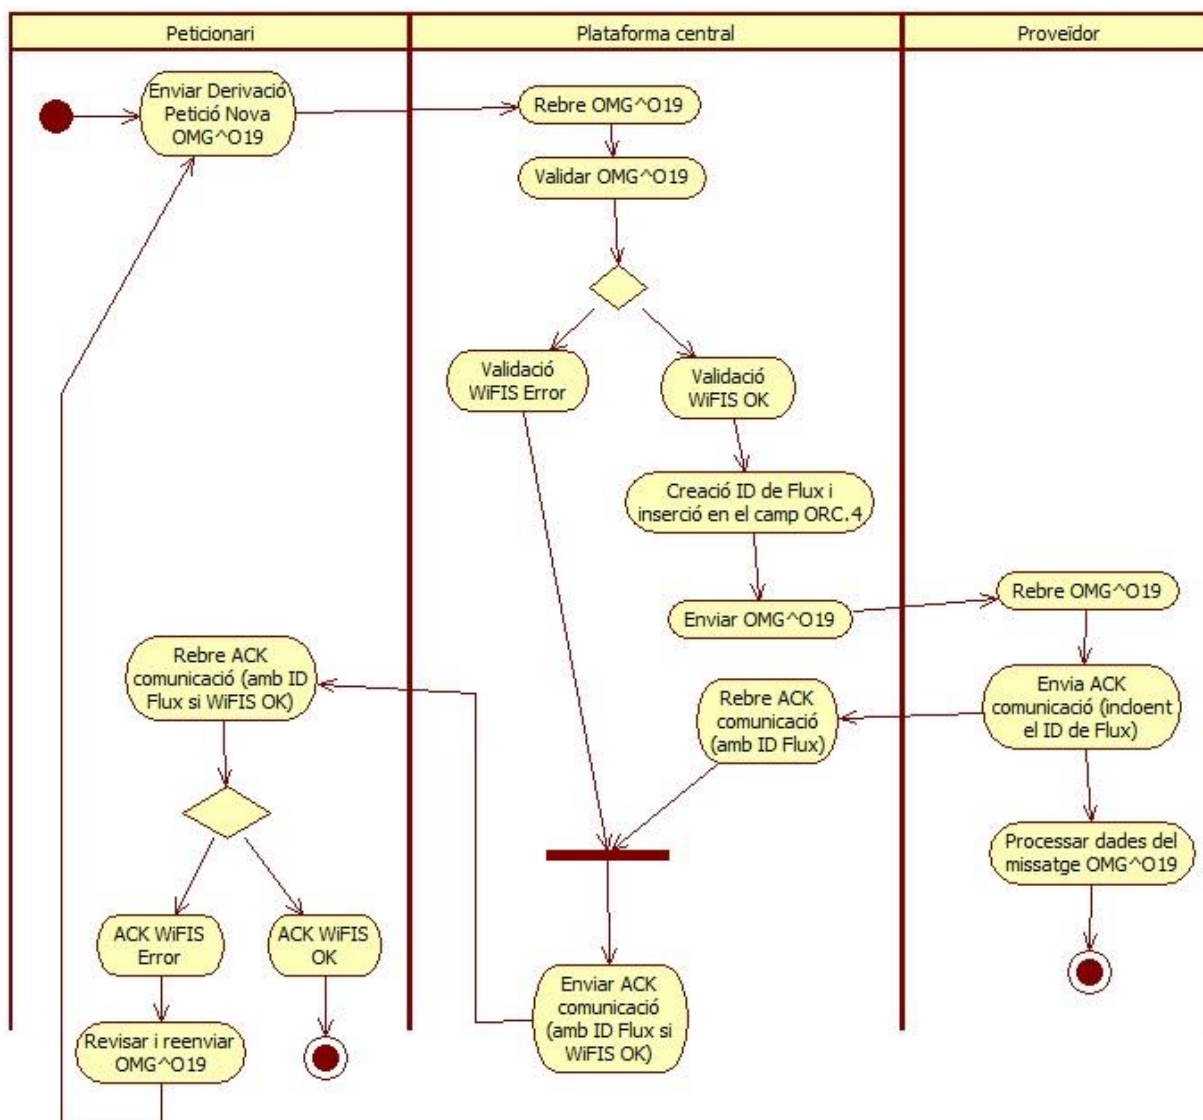 Peticionari
Plataforma central
Proveïdor
Enviar Derivació
Petició Nova
OMG^O19
Rebre OMG^O19
Validar OMG^O19
Validació
WiFIS Error
Validació
WiFIS OK
Creació ID de Flux i
inserció en el camp ORC.4
Enviar OMG^O19
Rebre OMG^O19
Envia ACK
comunicació (incloent
el ID de Flux)
Rebre ACK
comunicació
(amb ID Flux)
Processar dades del
missatge OMG^O19
Enviar ACK
comunicació
(amb ID Flux si
WiFIS OK)
Rebre ACK
comunicació (amb ID
Flux si WiFIS OK)
ACK WiFIS
Error
ACK WiFIS
OK
Revisar i reenviar
OMG^O19